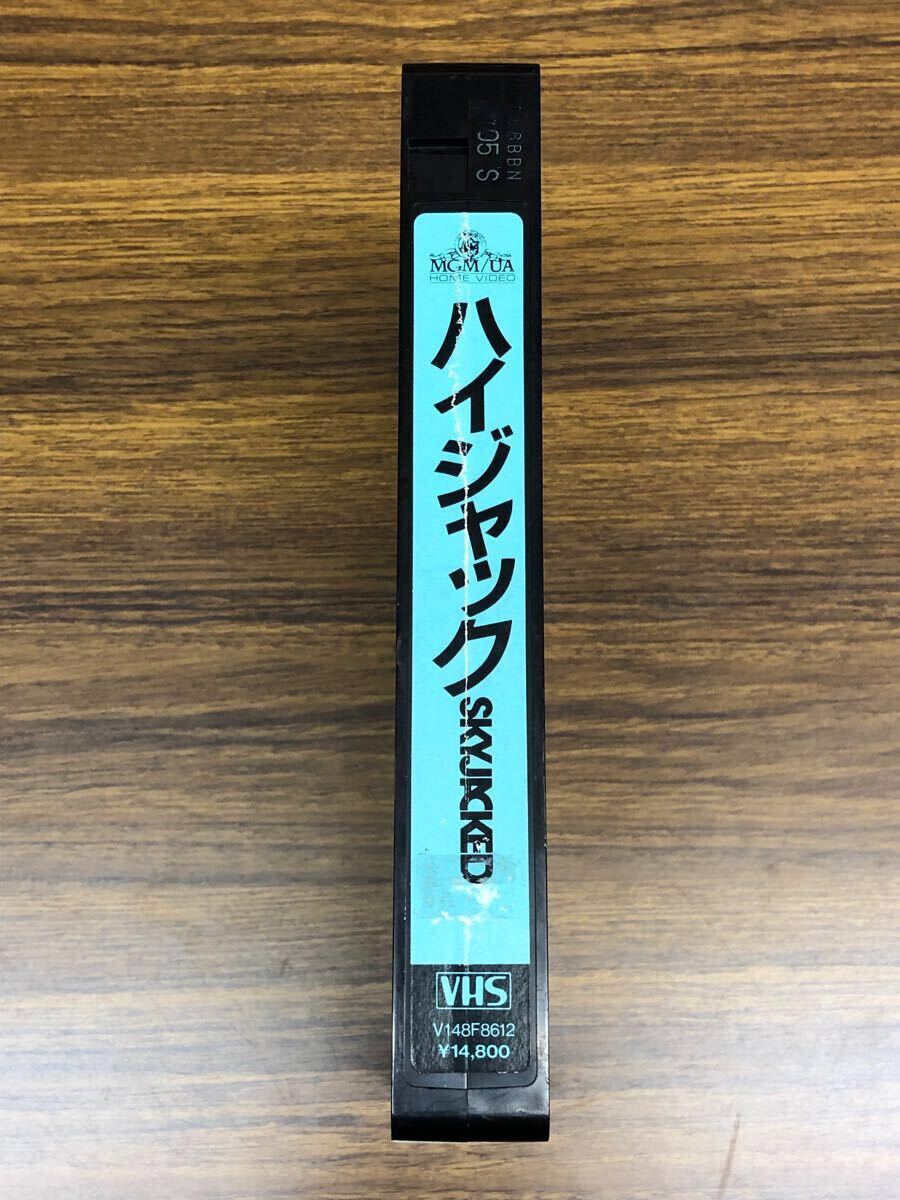 MGM/UA
HOME VIDEO
ハイジャック
SKYJACKED
VHS
V148F8612
¥14,800